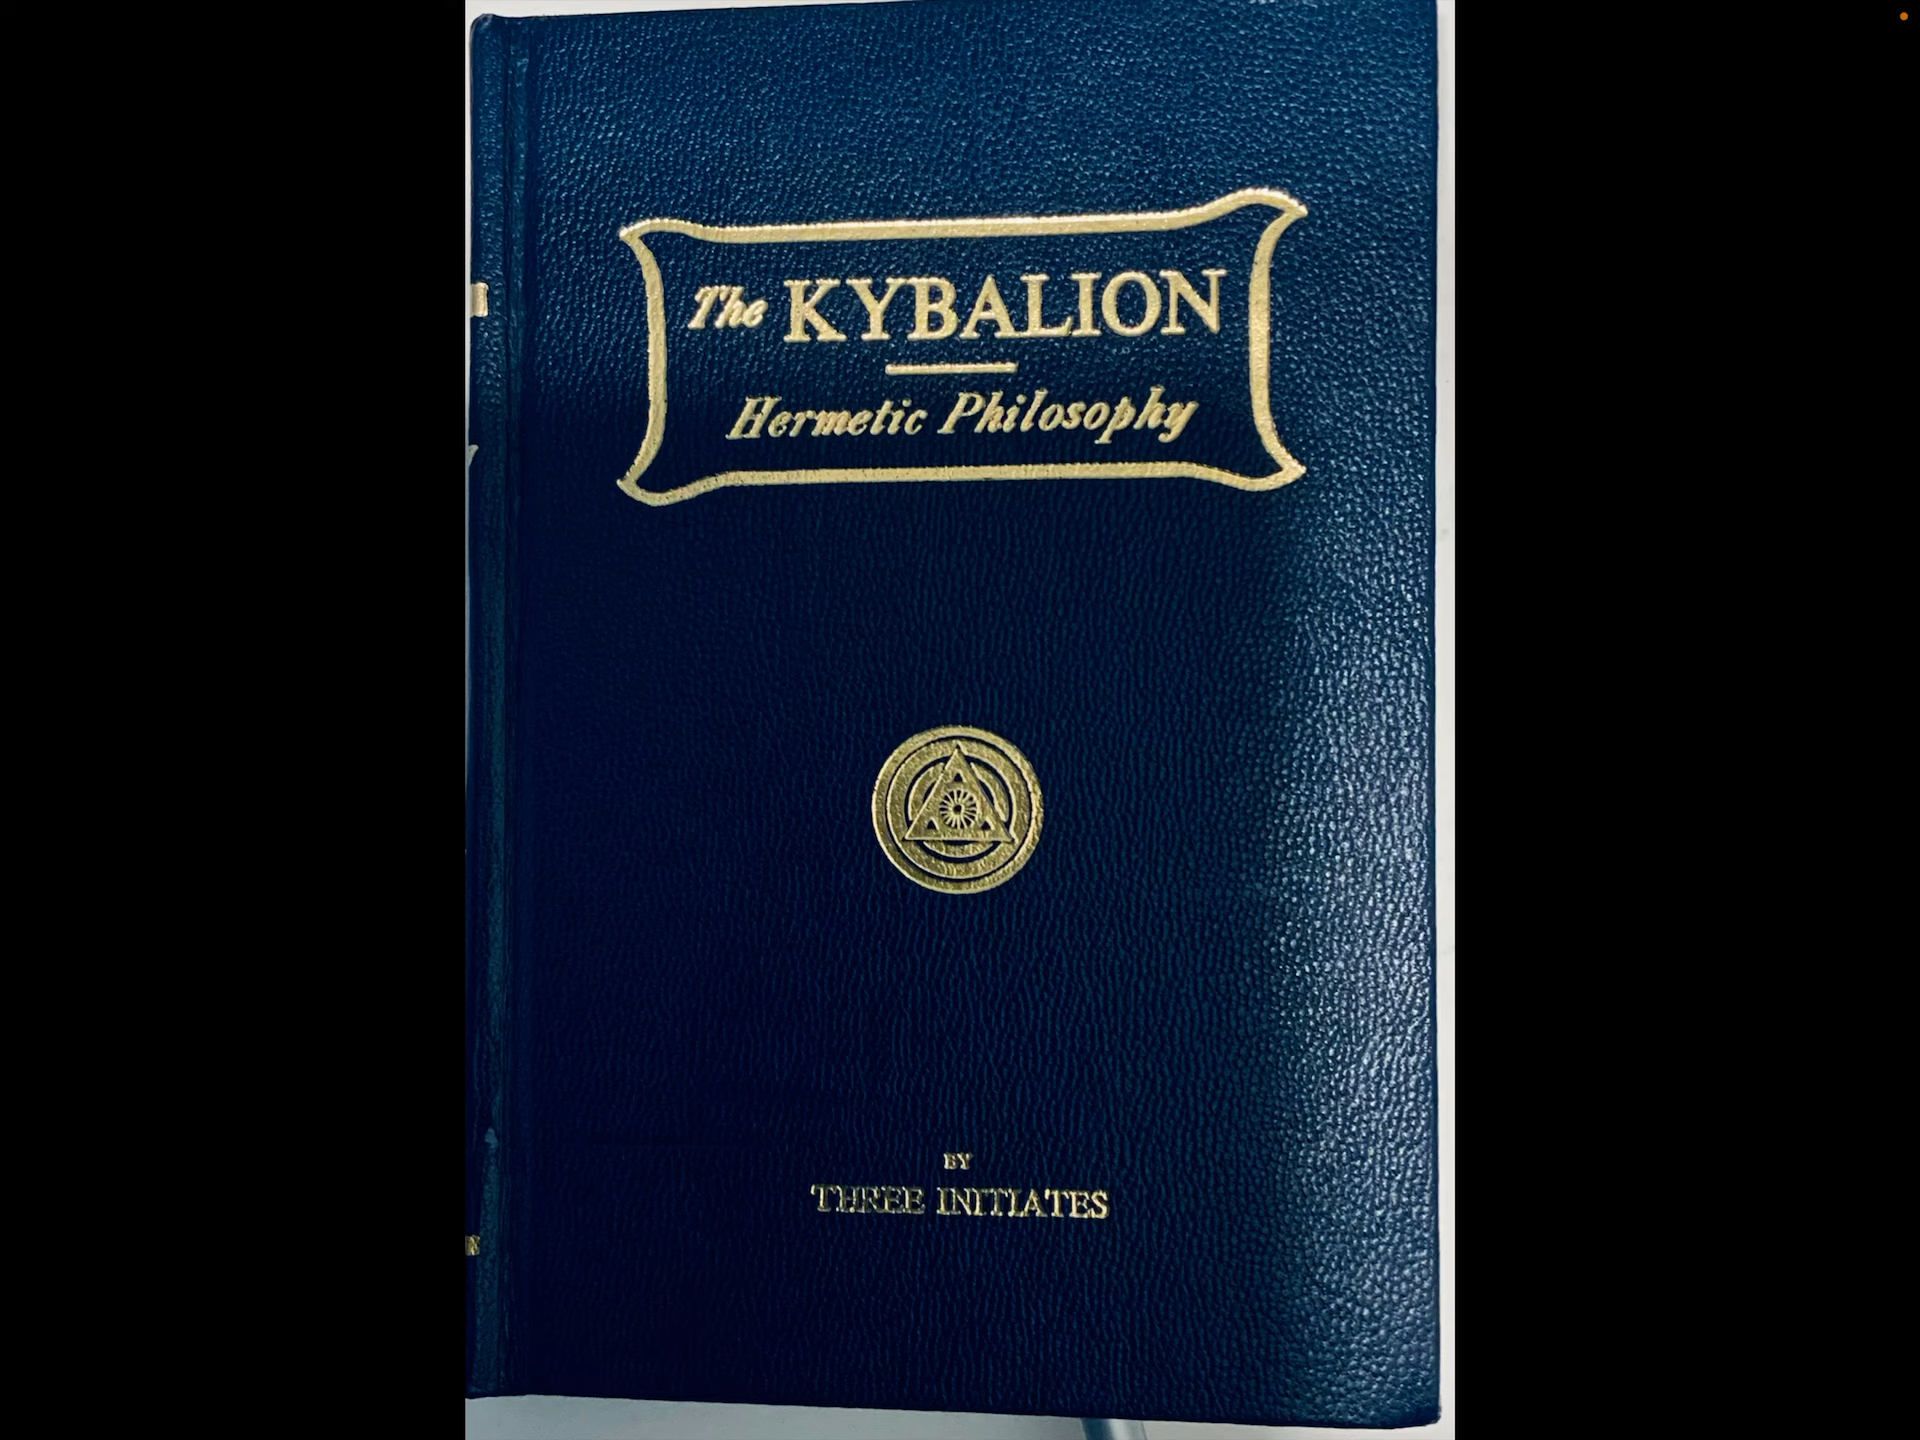 The KYBALION
Hermetic Philosophy
BY
THREE INITIATES
N